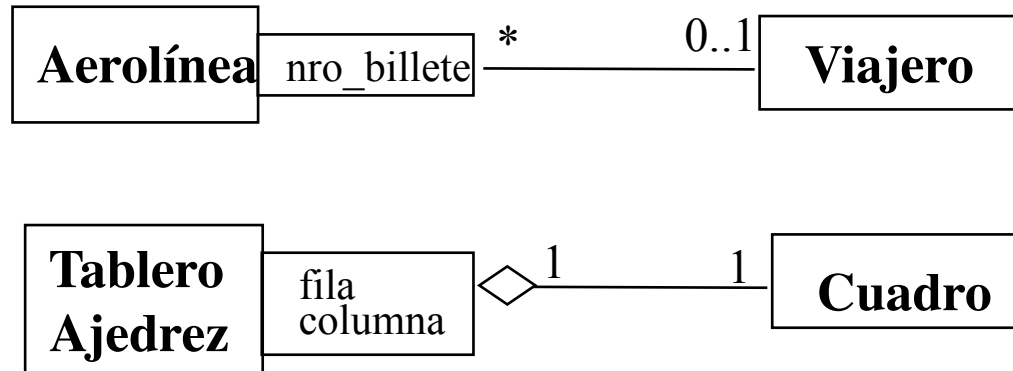 Aerolínea nro_billete * 0..1 Viajero
Tablero
Ajedrez
fila
columna
1 1 Cuadro